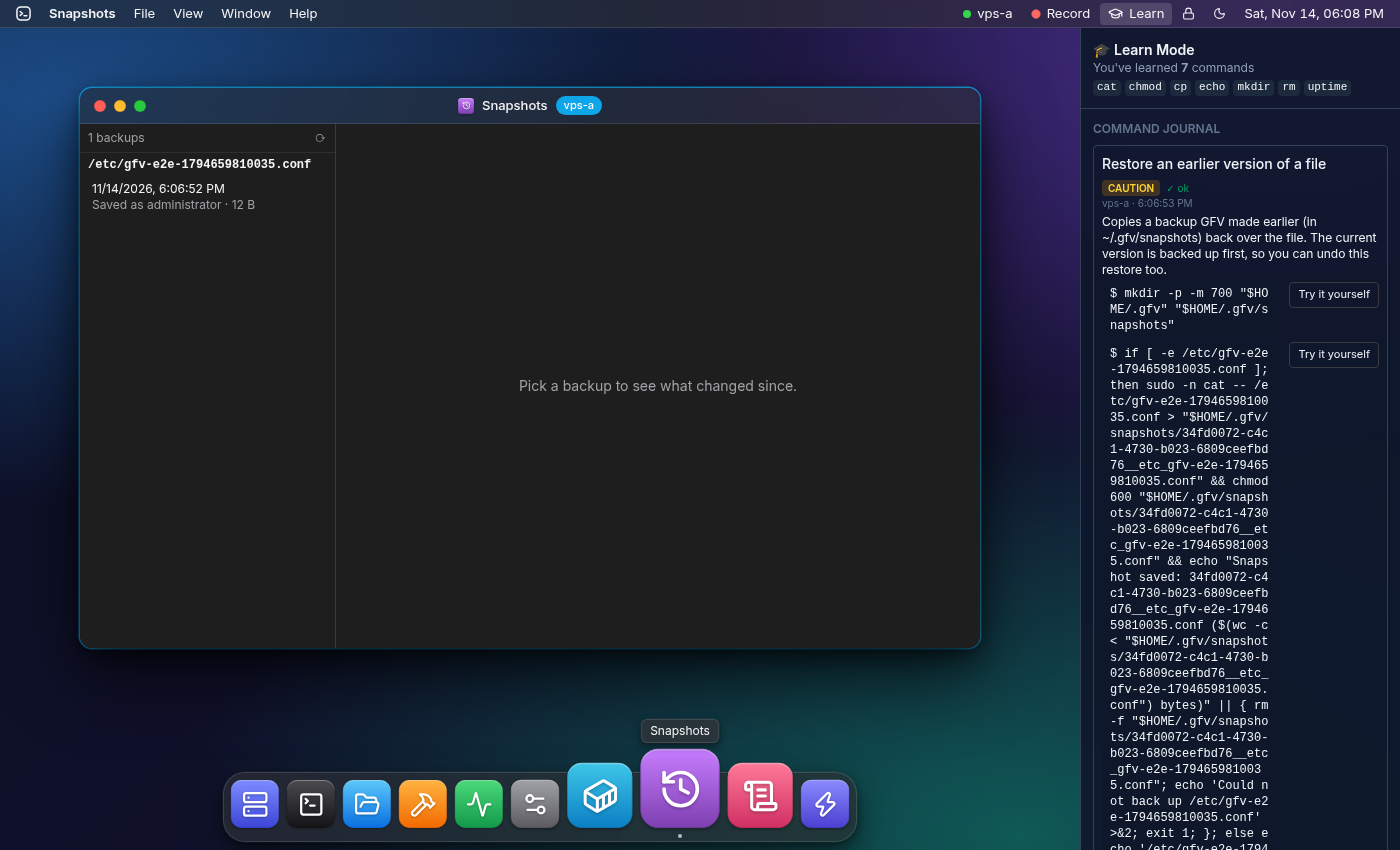 Snapshots File View Window Help
vps-a Record Learn Sat, Nov 14, 06:08 PM
Snapshots vps-a
1 backups
/etc/gfv-e2e-1794659810035.conf
11/14/2026, 6:06:52 PM
Saved as administrator · 12 B
Pick a backup to see what changed since.
Snapshots
Learn Mode
You've learned 7 commands
cat chmod cp echo mkdir rm uptime
COMMAND JOURNAL
Restore an earlier version of a file
CAUTION ✓ ok
vps-a · 6:06:53 PM
Copies a backup GFV made earlier (in
~/.gfv/snapshots) back over the file. The current
version is backed up first, so you can undo this
restore too.
$ mkdir -p -m 700 "$HO
ME/.gfv" "$HOME/.gfv/s
napshots"
Try it yourself
$ if [ -e /etc/gfv-e2e
-1794659810035.conf ];
then sudo -n cat -- /e
tc/gfv-e2e-17946598100
35.conf > "$HOME/.gfv/
snapshots/34fd0072-c4c
1-4730-b023-6809ceefbd
76__etc_gfv-e2e-179465
9810035.conf" && chmod
600 "$HOME/.gfv/snapsh
ots/34fd0072-c4c1-4730
-b023-6809ceefbd76__et
c_gfv-e2e-179465981003
5.conf" && echo "Snaps
hot saved: 34fd0072-c4
c1-4730-b023-6809ceefb
d76__etc_gfv-e2e-17946
59810035.conf ($(wc -c
< "$HOME/.gfv/snapshot
s/34fd0072-c4c1-4730-b
023-6809ceefbd76__etc_
gfv-e2e-1794659810035.
conf") bytes)" || { rm
-f "$HOME/.gfv/snapsho
ts/34fd0072-c4c1-4730-
b023-6809ceefbd76__etc
_gfv-e2e-179465981003
5.conf"; echo 'Could n
ot back up /etc/gfv-e2
e-1794659810035.conf'
>&2; exit 1; }; else e
cho '/etc/gfv-e2e-1794
Try it yourself